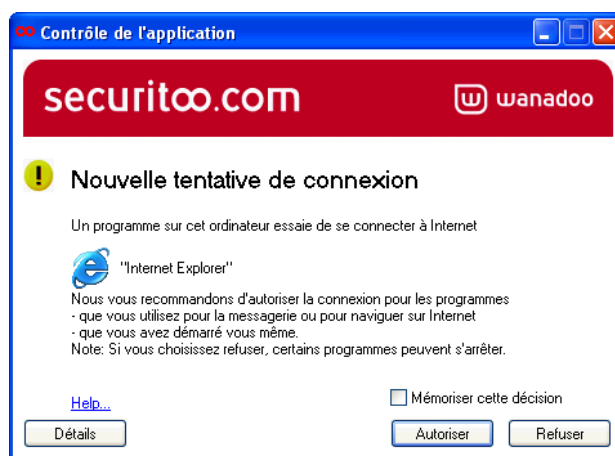 Contrôle de l'application
securitoo.com
wanadoo
Nouvelle tentative de connexion
Un programme sur cet ordinateur essaie de se connecter à Internet
"Internet Explorer"
Nous vous recommandons d'autoriser la connexion pour les programmes
- que vous utilizez pour la messagerie ou pour naviguer sur Internet
- que vous avez démarré vous même.
Note: Si vous choisissez refuser, certains programmes peuvent s'arrêter.
Help...
Mémoriser cette décision
Détails
Autoriser
Refuser